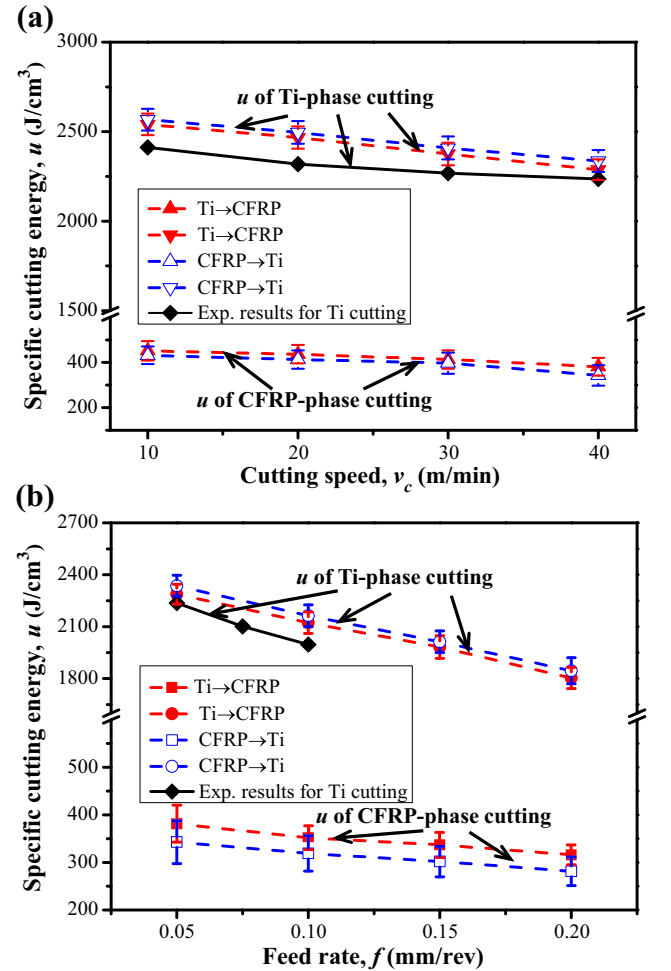 (a)
Specific cutting energy, u (J/cm³)
3000
2500
2000
1500
400
200
u of Ti-phase cutting
Ti→CFRP
Ti→CFRP
CFRP→Ti
CFRP→Ti
Exp. results for Ti cutting
u of CFRP-phase cutting
10 20 30 40
Cutting speed, v_c (m/min)
(b)
Specific cutting energy, u (J/cm³)
2700
2400
2100
1800
500
400
300
200
u of Ti-phase cutting
Ti→CFRP
Ti→CFRP
CFRP→Ti
CFRP→Ti
Exp. results for Ti cutting
u of CFRP-phase cutting
0.05 0.10 0.15 0.20
Feed rate, f (mm/rev)